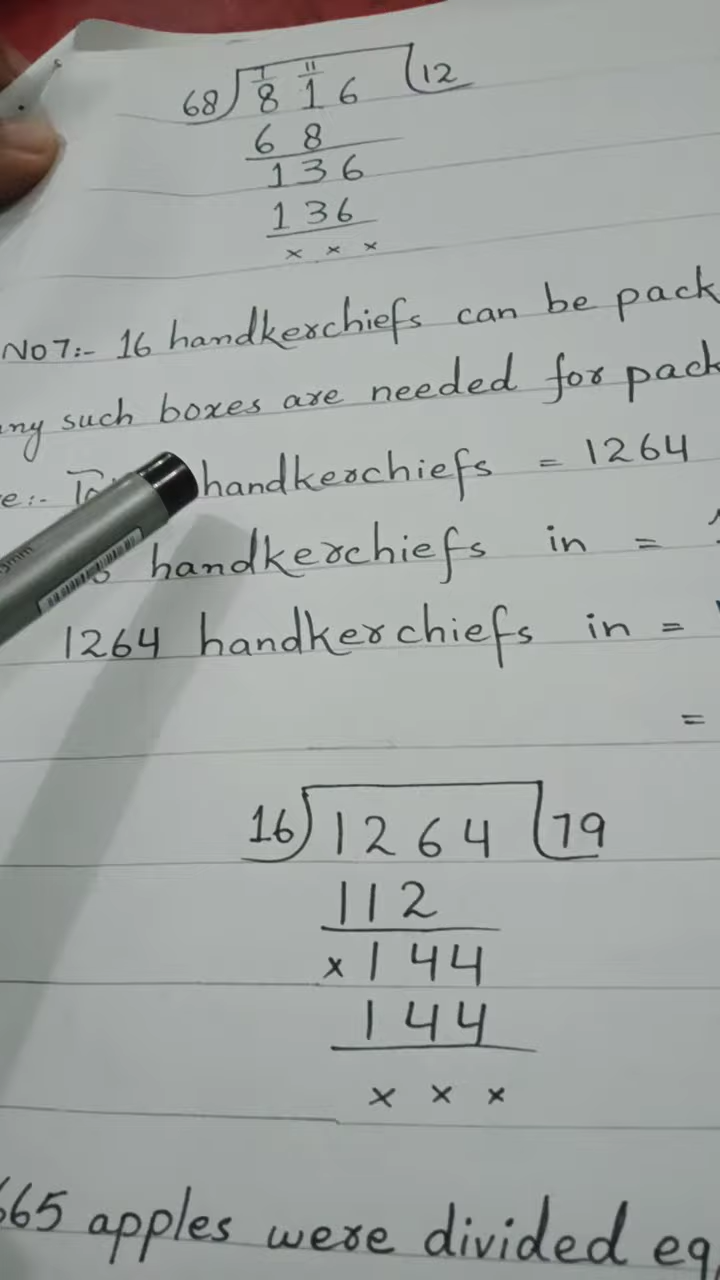 68 8 1 6 12
6 8
1 3 6
1 3 6
× × ×
NO7:- 16 handkerchiefs can be pack
ny such boxes are needed for pack
e:- handkerchiefs = 1264
handkerchiefs in =
1264 handkerchiefs in =
=
16 1 2 6 4 79
1 1 2
× 1 4 4
1 4 4
× × ×
665 apples were divided eq